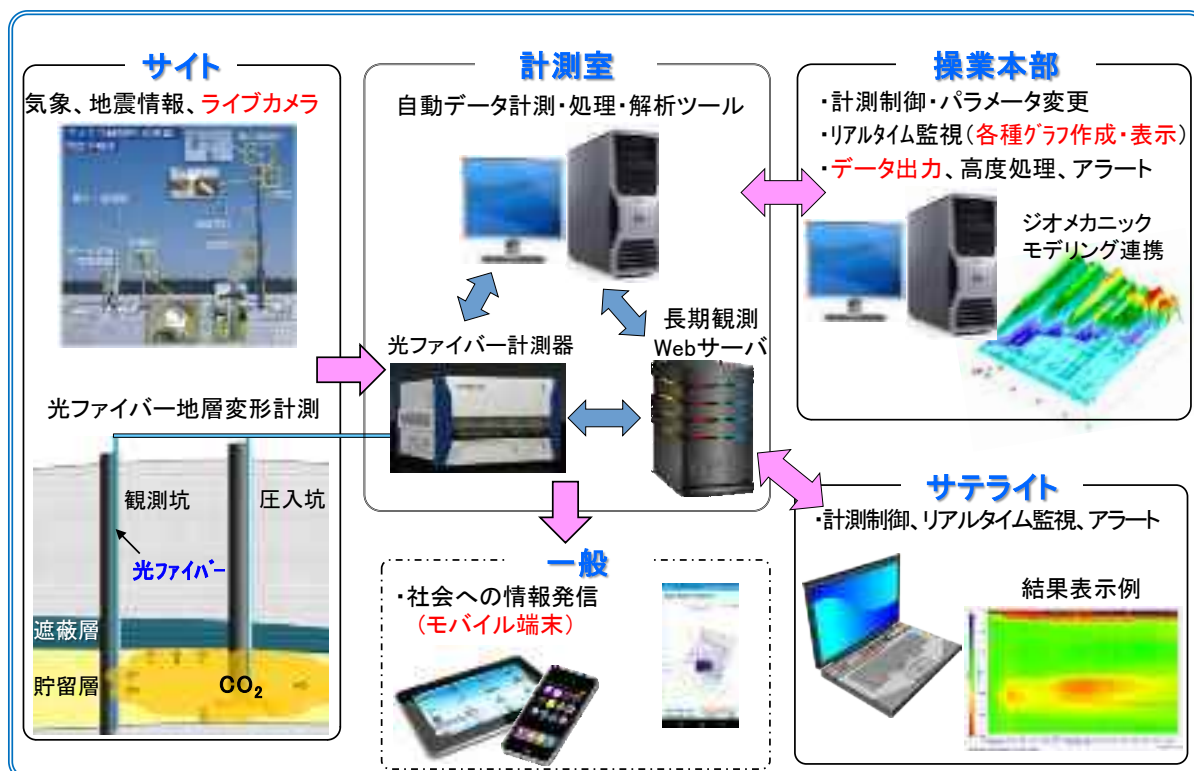 サイト
気象、地震情報、ライブカメラ
光ファイバー地層変形計測
観測坑
圧入坑
光ファイバー
遮蔽層
貯留層
CO₂
計測室
自動データ計測・処理・解析ツール
光ファイバー計測器
長期観測
Webサーバ
操業本部
・計測制御・パラメータ変更
・リアルタイム監視(各種グラフ作成・表示)
・データ出力、高度処理、アラート
ジオメカニック
モデリング連携
一般
・社会への情報発信
(モバイル端末)
サテライト
・計測制御、リアルタイム監視、アラート
結果表示例